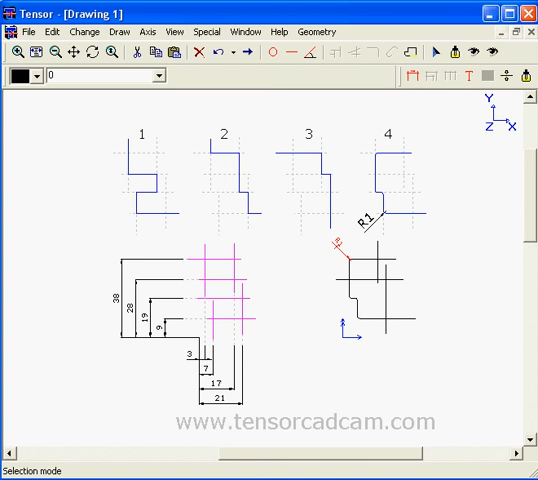 Tensor - [Drawing 1]
File Edit Change Draw Axis View Special Window Help Geometry
0
T
Y
Z X
1 2 3 4
R1
R1
38
28
19
9
3
7
17
21
www.tensorcadcam.com
Selection mode